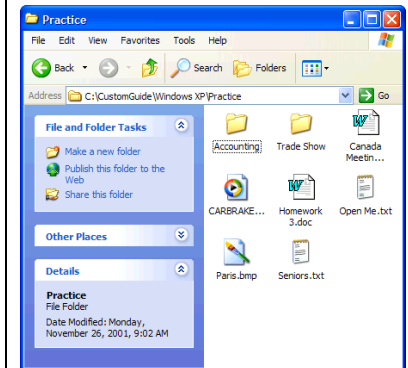 Practice
File Edit View Favorites Tools Help
Back Search Folders
Address C:\CustomGuide\Windows XP\Practice Go
File and Folder Tasks
Make a new folder
Publish this folder to the
Web
Share this folder
Other Places
Details
Practice
File Folder
Date Modified: Monday,
November 26, 2001, 9:02 AM
Accounting Trade Show Canada
Meetin...
CARBRAKE... Homework
3.doc Open Me.txt
Paris.bmp Seniors.txt